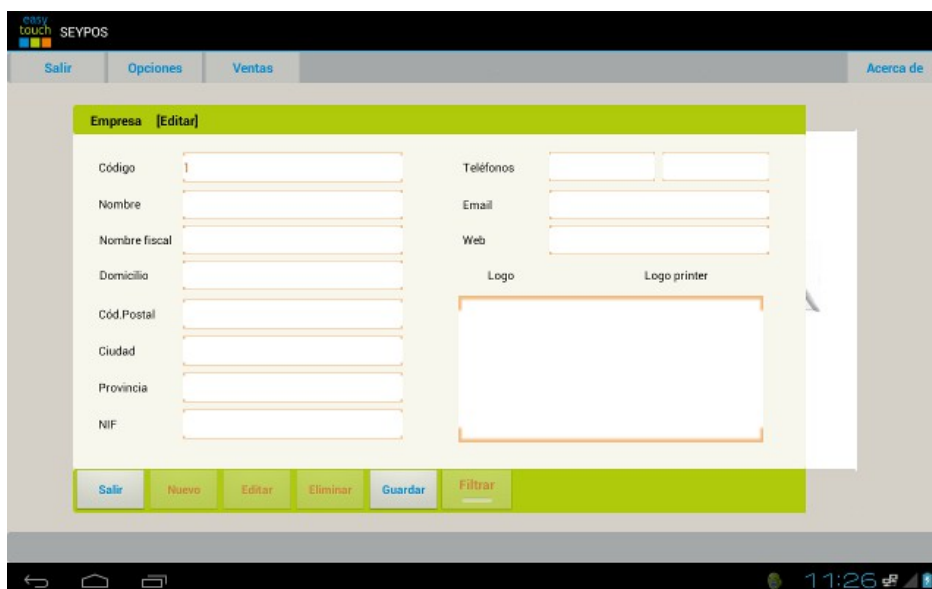 easy
touch SEYPOS
Salir Opciones Ventas Acerca de
Empresa [Editar]
Código 1 Teléfonos
Nombre Email
Nombre fiscal Web
Domicilio Logo Logo printer
Cód.Postal
Ciudad
Provincia
NIF
Salir Nuevo Editar Eliminar Guardar Filtrar
11:26